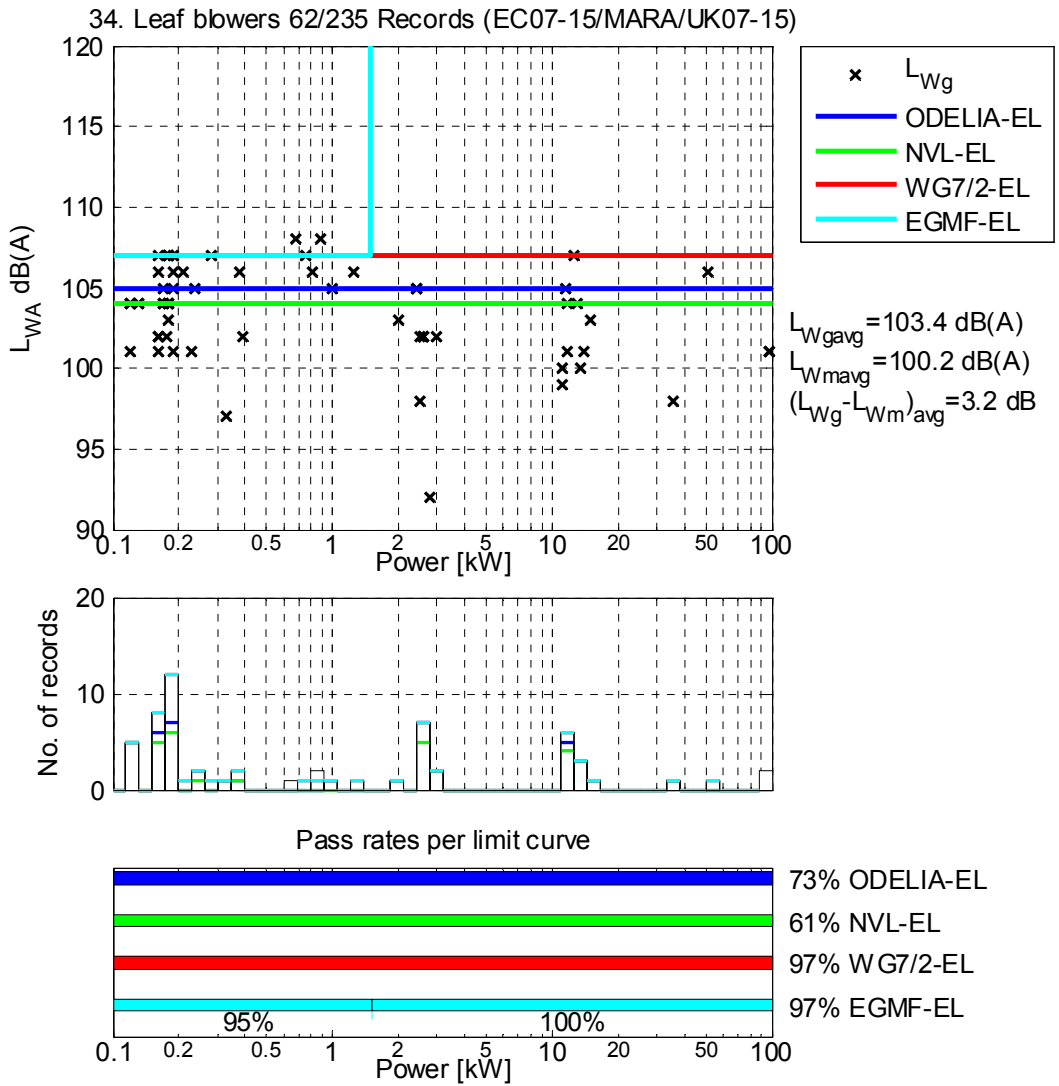 34. Leaf blowers 62/235 Records (EC07-15/MARA/UK07-15)
120
115
110
105
100
95
90
L_WA dB(A)
0.1 0.2 0.5 1 2 5 10 20 50 100
Power [kW]
L_Wg
ODELIA-EL
NVL-EL
WG7/2-EL
EGMF-EL
L_Wgavg=103.4 dB(A)
L_Wmavg=100.2 dB(A)
(L_Wg-L_Wm)_avg=3.2 dB
20
10
0
No. of records
Pass rates per limit curve
73% ODELIA-EL
61% NVL-EL
97% WG7/2-EL
97% EGMF-EL
95% 100%
0.1 0.2 0.5 1 2 5 10 20 50 100
Power [kW]